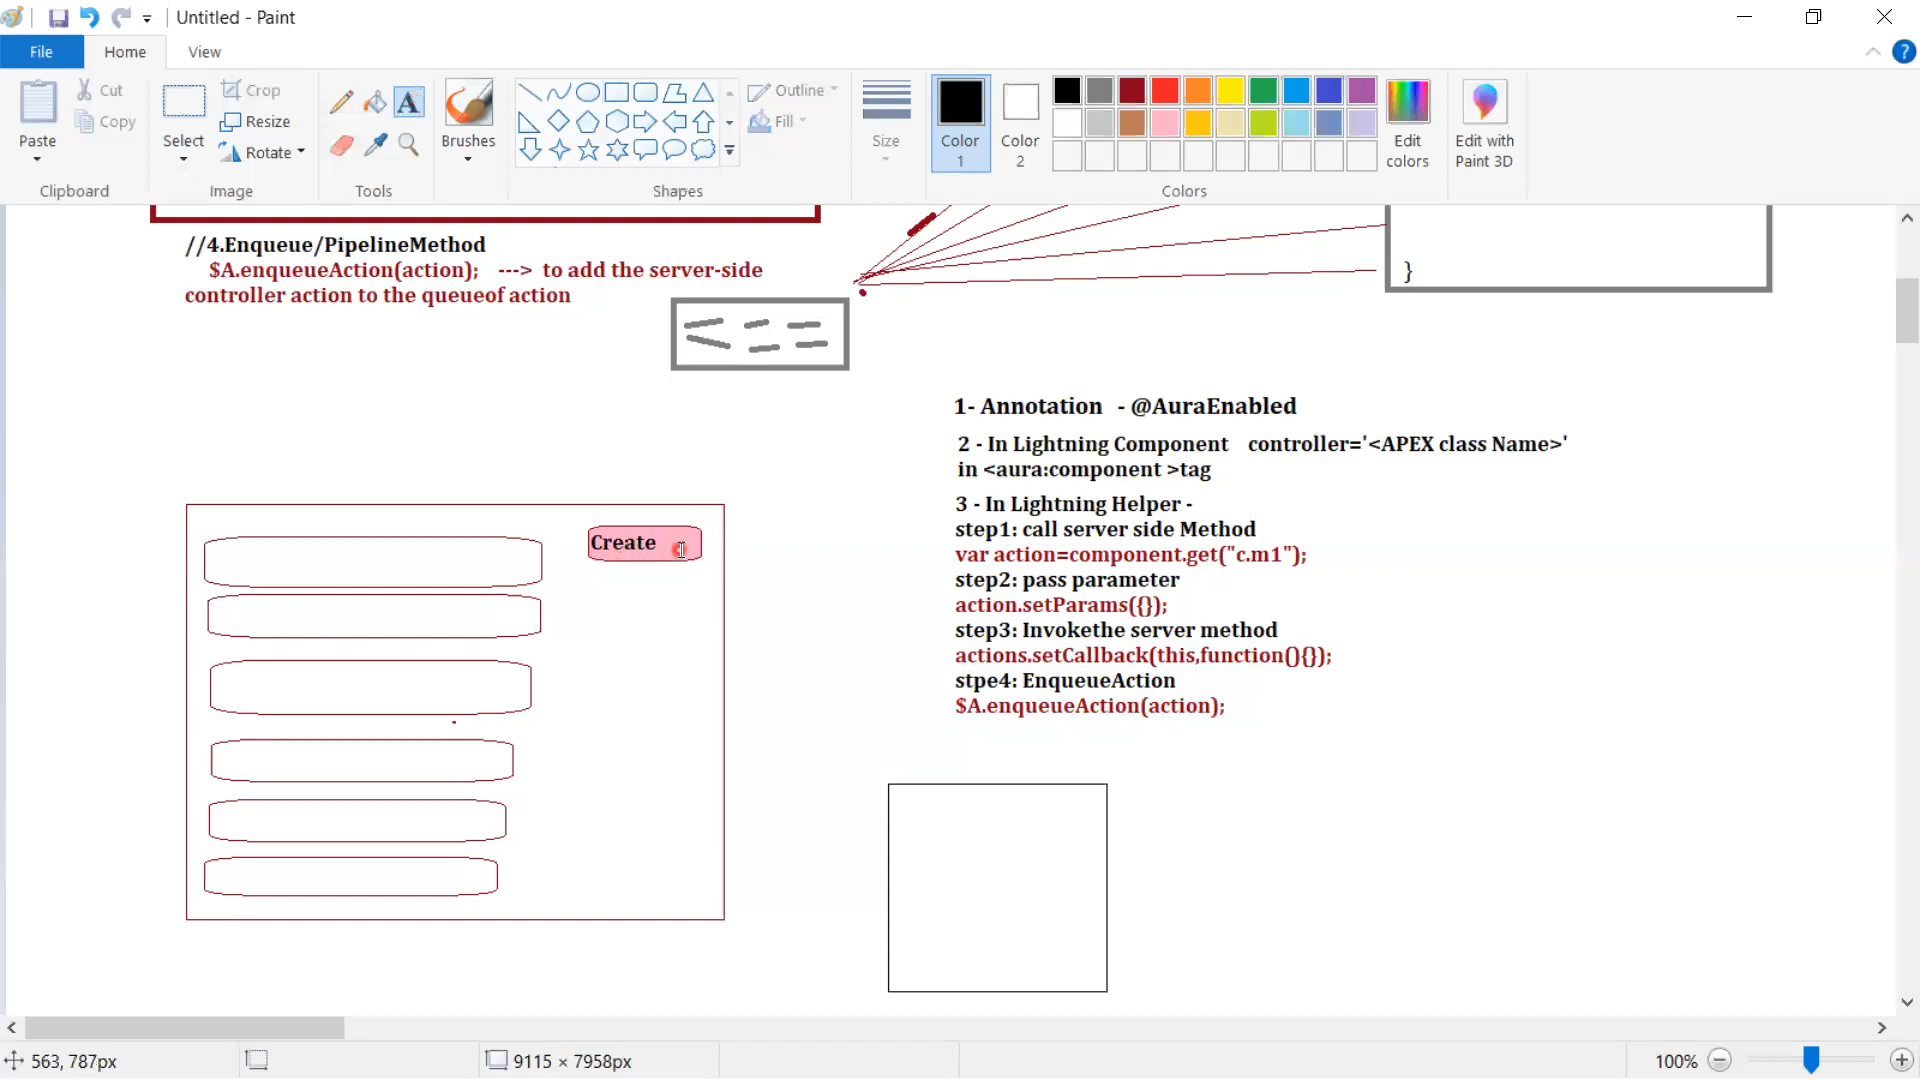 Untitled - Paint
File
Home
View
Paste
Cut
Copy
Clipboard
Select
Crop
Resize
Rotate
Image
A
Tools
Brushes
Outline
Fill
Shapes
Size
Color
1
Color
2
Edit
colors
Edit with
Paint 3D
Colors
?
//4.Enqueue/PipelineMethod
$A.enqueueAction(action); ---> to add the server-side
controller action to the queueof action
}
1- Annotation - @AuraEnabled
2 - In Lightning Component controller='<APEX class Name>'
in <aura:component >tag
3 - In Lightning Helper -
step1: call server side Method
var action=component.get("c.m1");
step2: pass parameter
action.setParams({});
step3: Invokethe server method
actions.setCallback(this,function(){});
stpe4: EnqueueAction
$A.enqueueAction(action);
Create
563, 787px
9115 × 7958px
100%